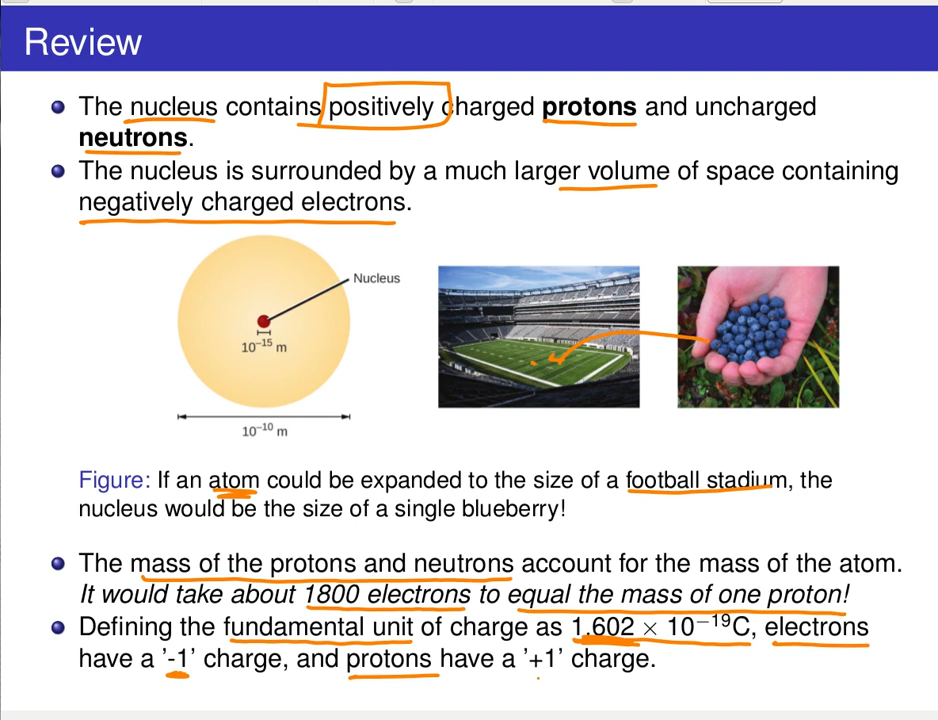 Review
The nucleus contains positively charged protons and uncharged
neutrons.
The nucleus is surrounded by a much larger volume of space containing
negatively charged electrons.
Nucleus
10⁻¹⁵ m
10⁻¹⁰ m
Figure: If an atom could be expanded to the size of a football stadium, the
nucleus would be the size of a single blueberry!
The mass of the protons and neutrons account for the mass of the atom.
It would take about 1800 electrons to equal the mass of one proton!
Defining the fundamental unit of charge as 1.602 × 10⁻¹⁹C, electrons
have a '-1' charge, and protons have a '+1' charge.